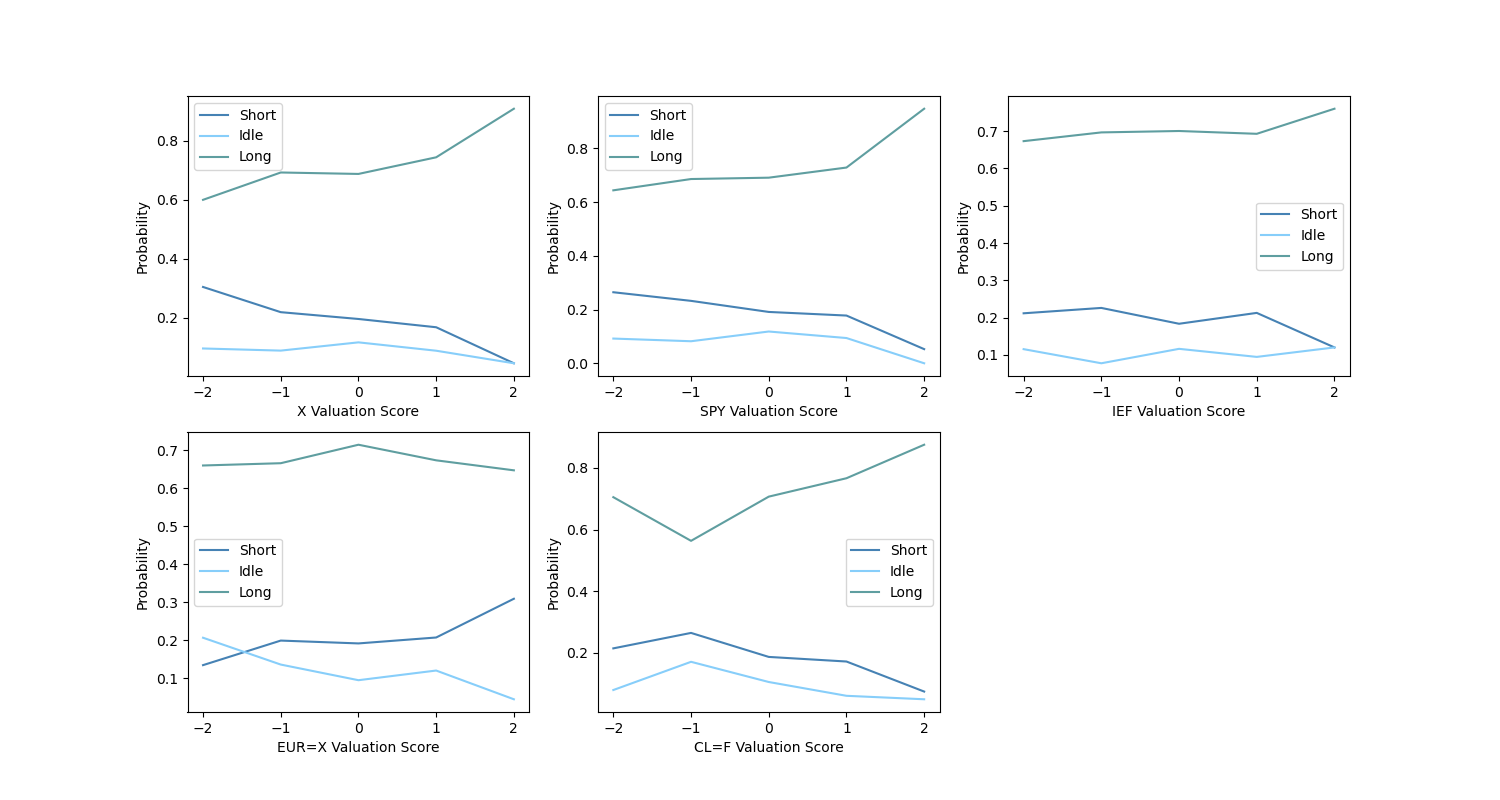 Short
Idle
Long
0.8
0.6
0.4
0.2
Probability
−2 −1 0 1 2
X Valuation Score
Short
Idle
Long
0.8
0.6
0.4
0.2
0.0
Probability
−2 −1 0 1 2
SPY Valuation Score
0.7
0.6
0.5
0.4
0.3
0.2
0.1
Probability
Short
Idle
Long
−2 −1 0 1 2
IEF Valuation Score
0.7
0.6
0.5
0.4
0.3
0.2
0.1
Probability
Short
Idle
Long
−2 −1 0 1 2
EUR=X Valuation Score
0.8
0.6
0.4
0.2
Probability
Short
Idle
Long
−2 −1 0 1 2
CL=F Valuation Score